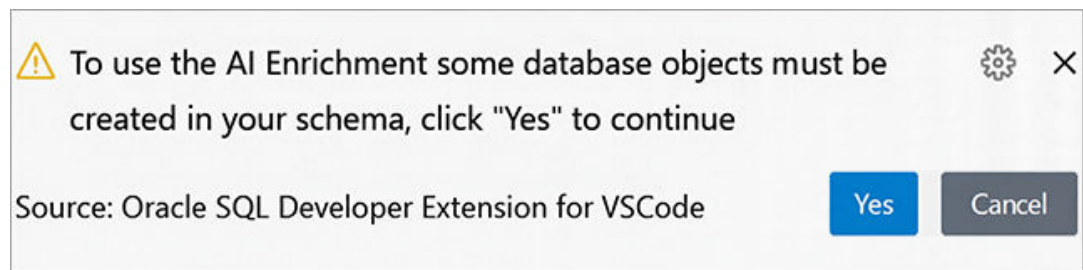 To use the AI Enrichment some database objects must be
created in your schema, click "Yes" to continue
Source: Oracle SQL Developer Extension for VSCode
Yes
Cancel